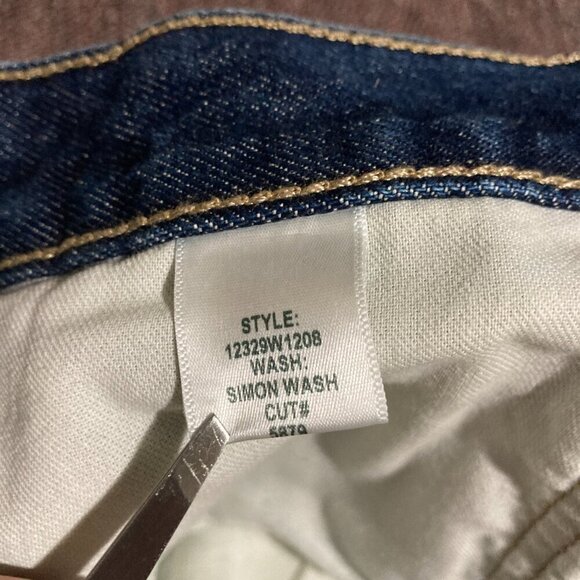 STYLE:
12329W1208
WASH:
SIMON WASH
CUT#